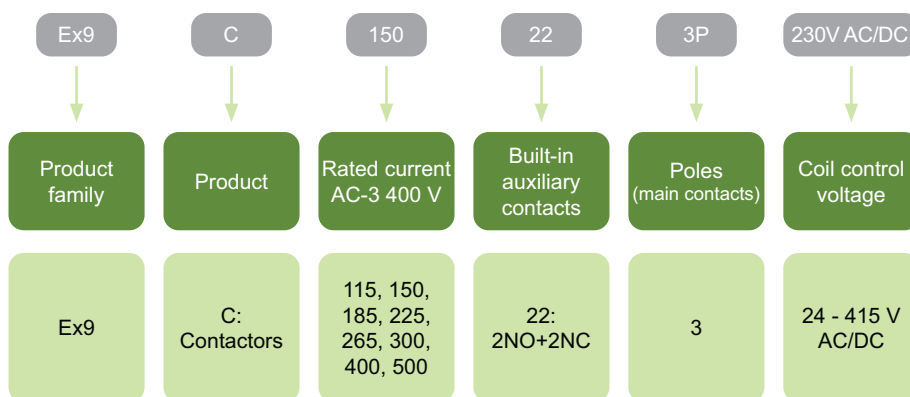 Ex9
C
150
22
3P
230V AC/DC
Product
family
Product
Rated current
AC-3 400 V
Built-in
auxiliary
contacts
Poles
(main contacts)
Coil control
voltage
Ex9
C:
Contactors
115, 150,
185, 225,
265, 300,
400, 500
22:
2NO+2NC
3
24 - 415 V
AC/DC